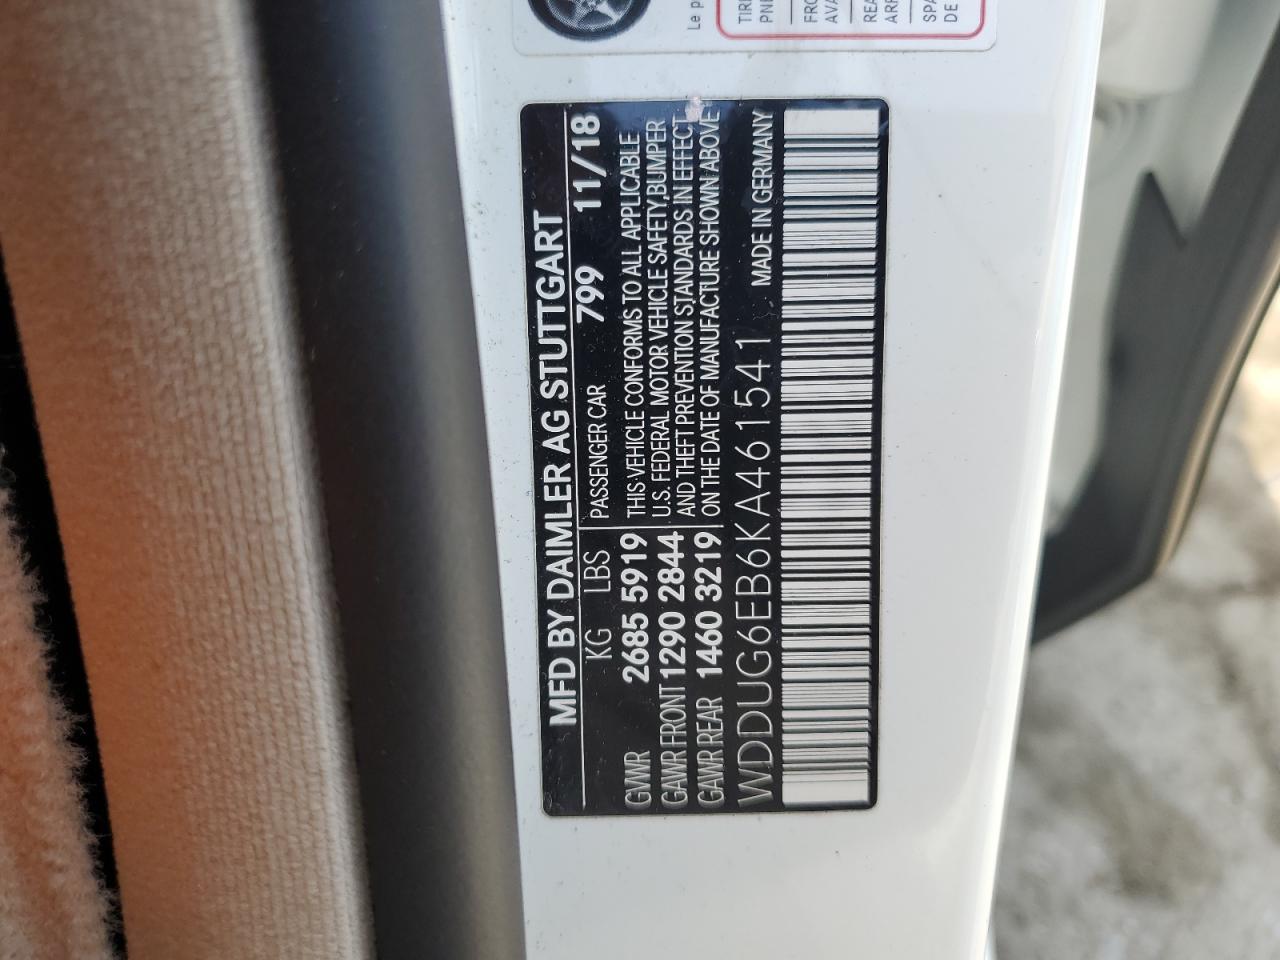 MFD BY DAIMLER AG STUTTGART
KG LBS PASSENGER CAR 799 11/18
GVWR 2685 5919 THIS VEHICLE CONFORMS TO ALL APPLICABLE
GAWR FRONT 1290 2844 U.S. FEDERAL MOTOR VEHICLE SAFETY,BUMPER
GAWR REAR 1460 3219 AND THEFT PREVENTION STANDARDS IN EFFECT
ON THE DATE OF MANUFACTURE SHOWN ABOVE
WDDUG6EB6KA461541 MADE IN GERMANY
Le
DE